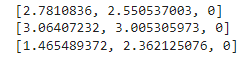 [2.7810836, 2.550537003, 0]
[3.06407232, 3.005305973, 0]
[1.465489372, 2.362125076, 0]